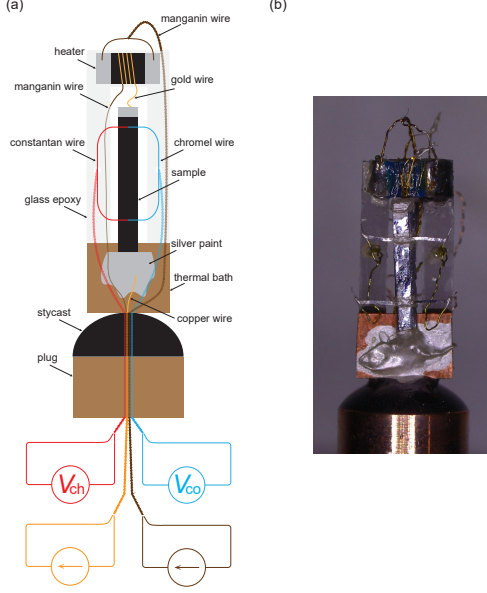 (a)
(b)
manganin wire
heater
gold wire
manganin wire
constantan wire
chromel wire
sample
glass epoxy
silver paint
thermal bath
stycast
copper wire
plug
Vch
Vco